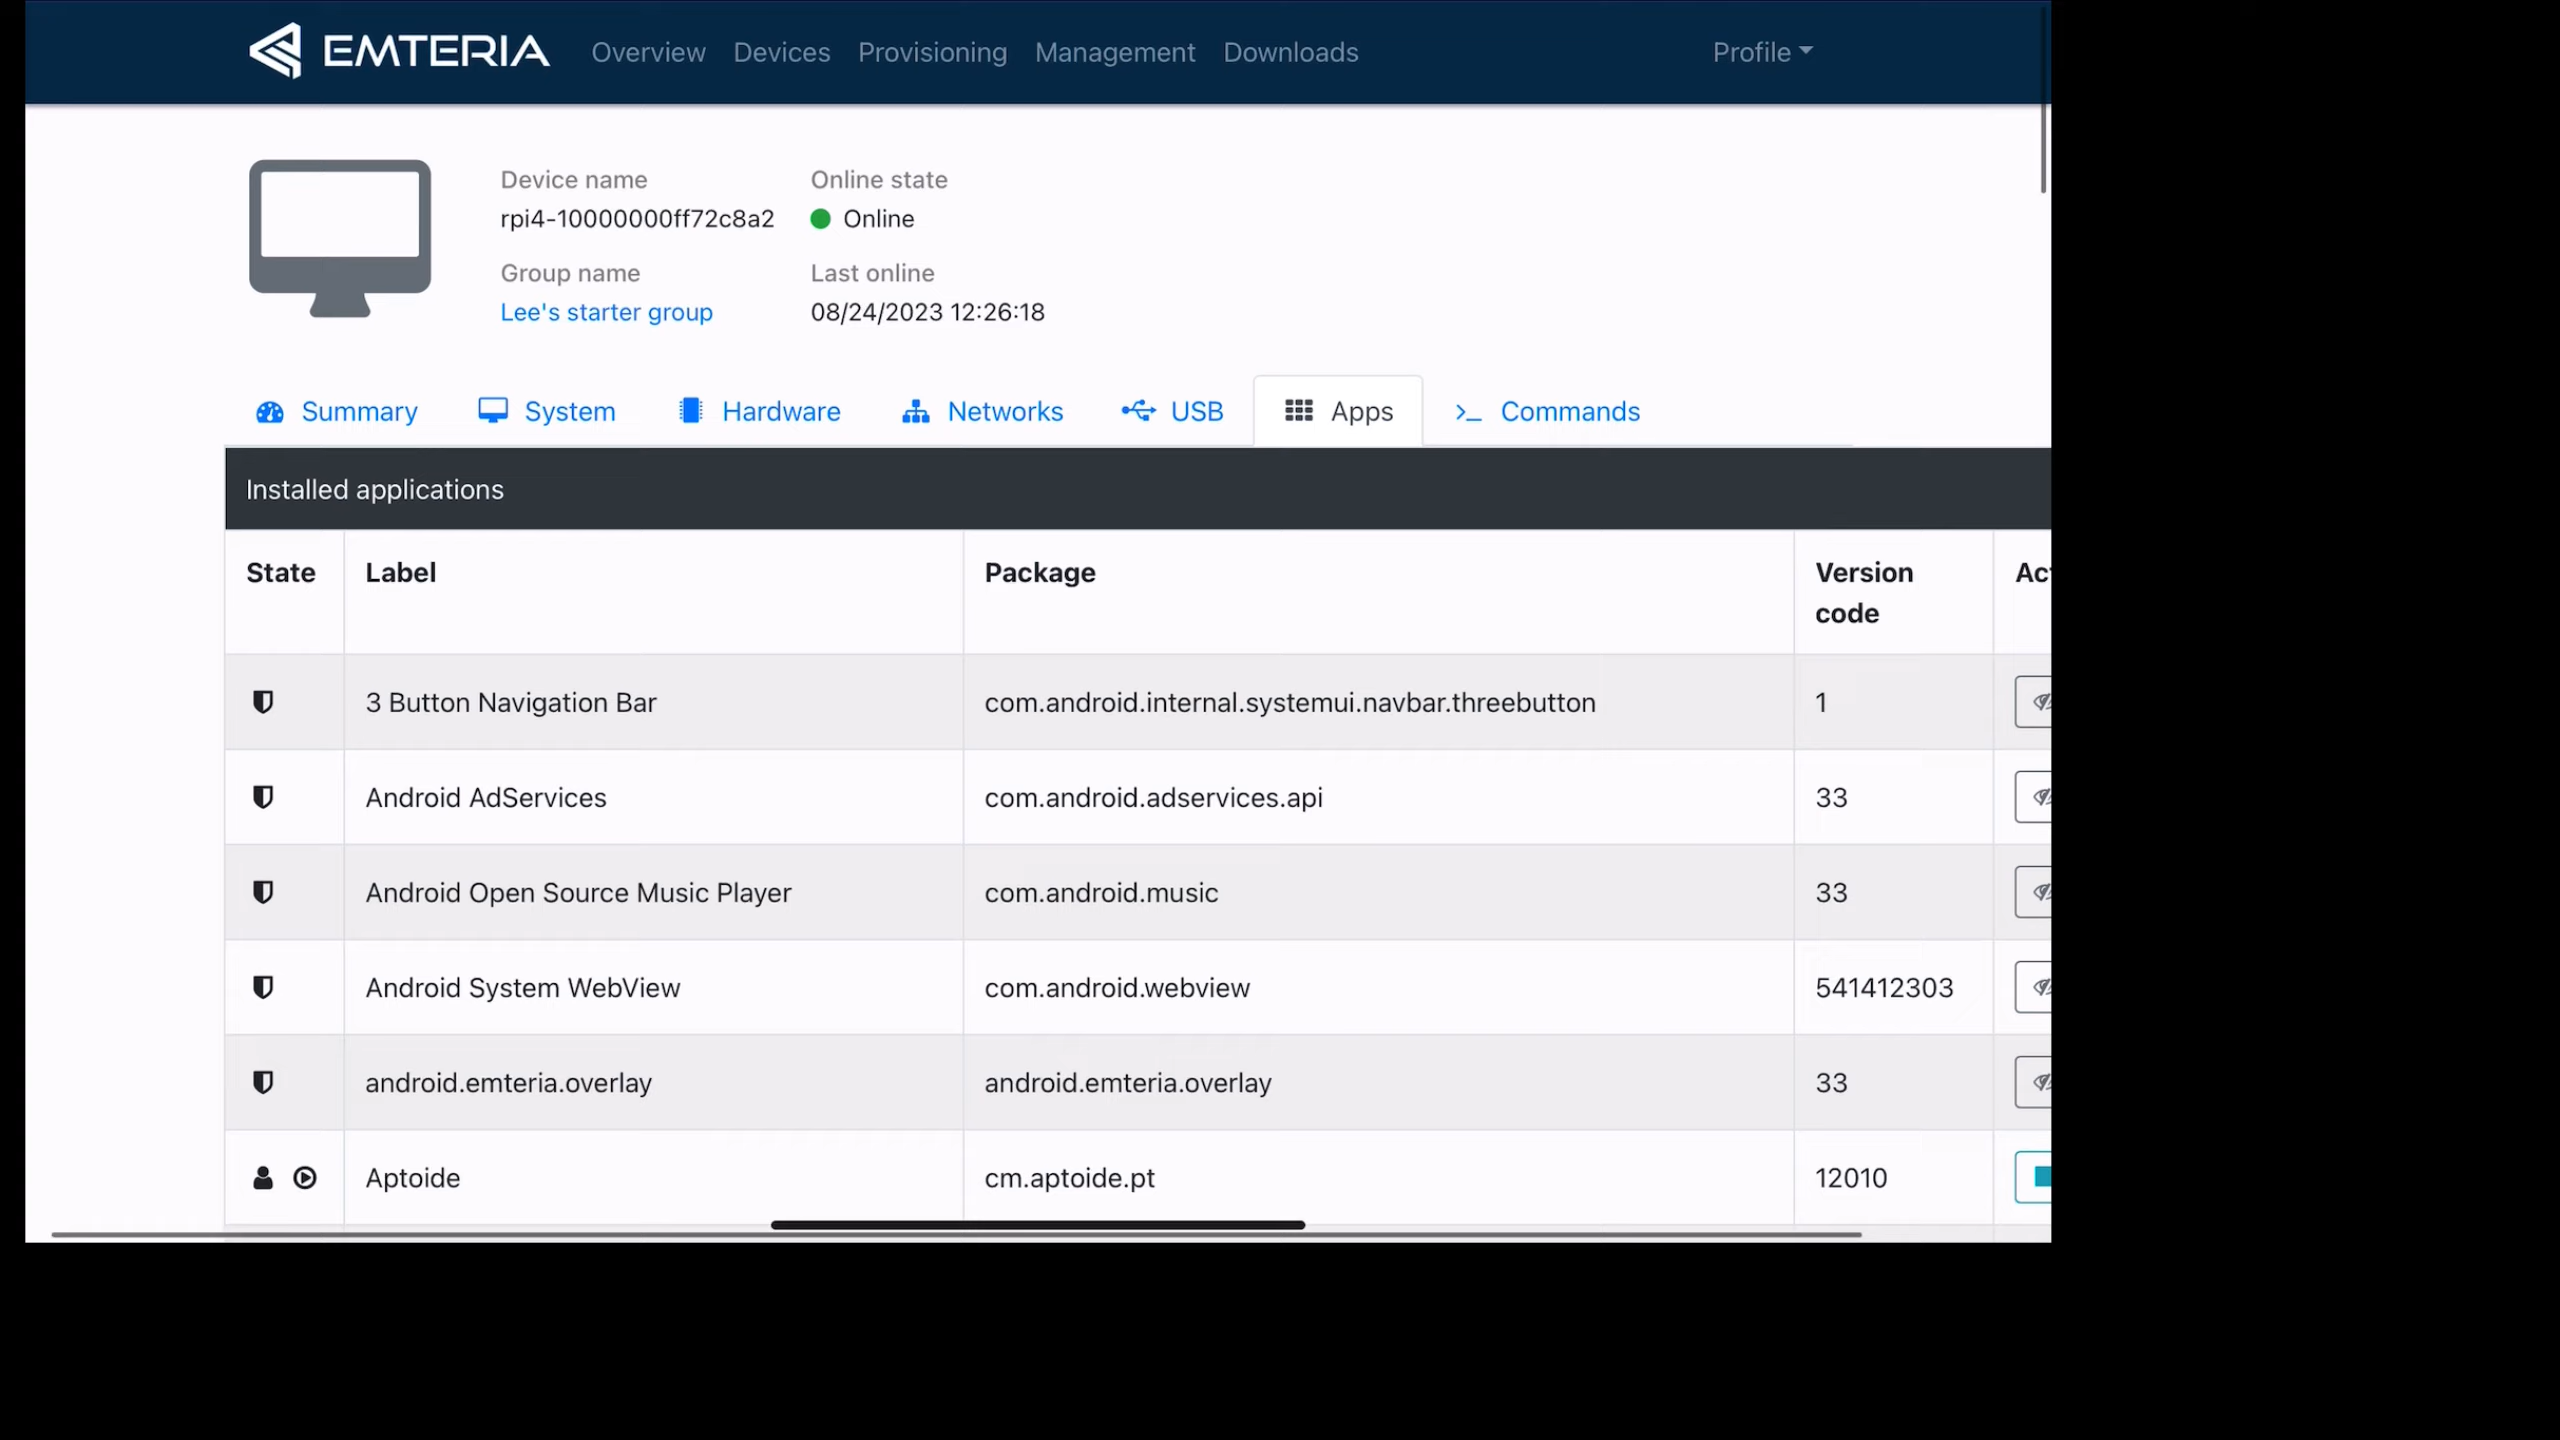 EMTERIA Overview Devices Provisioning Management Downloads Profile
Device name Online state
rpi4-10000000ff72c8a2 Online
Group name Last online
Lee's starter group 08/24/2023 12:26:18
Summary System Hardware Networks USB Apps >_ Commands
Installed applications
State Label Package Version code Ac
3 Button Navigation Bar com.android.internal.systemui.navbar.threebutton 1
Android AdServices com.android.adservices.api 33
Android Open Source Music Player com.android.music 33
Android System WebView com.android.webview 541412303
android.emteria.overlay android.emteria.overlay 33
Aptoide cm.aptoide.pt 12010